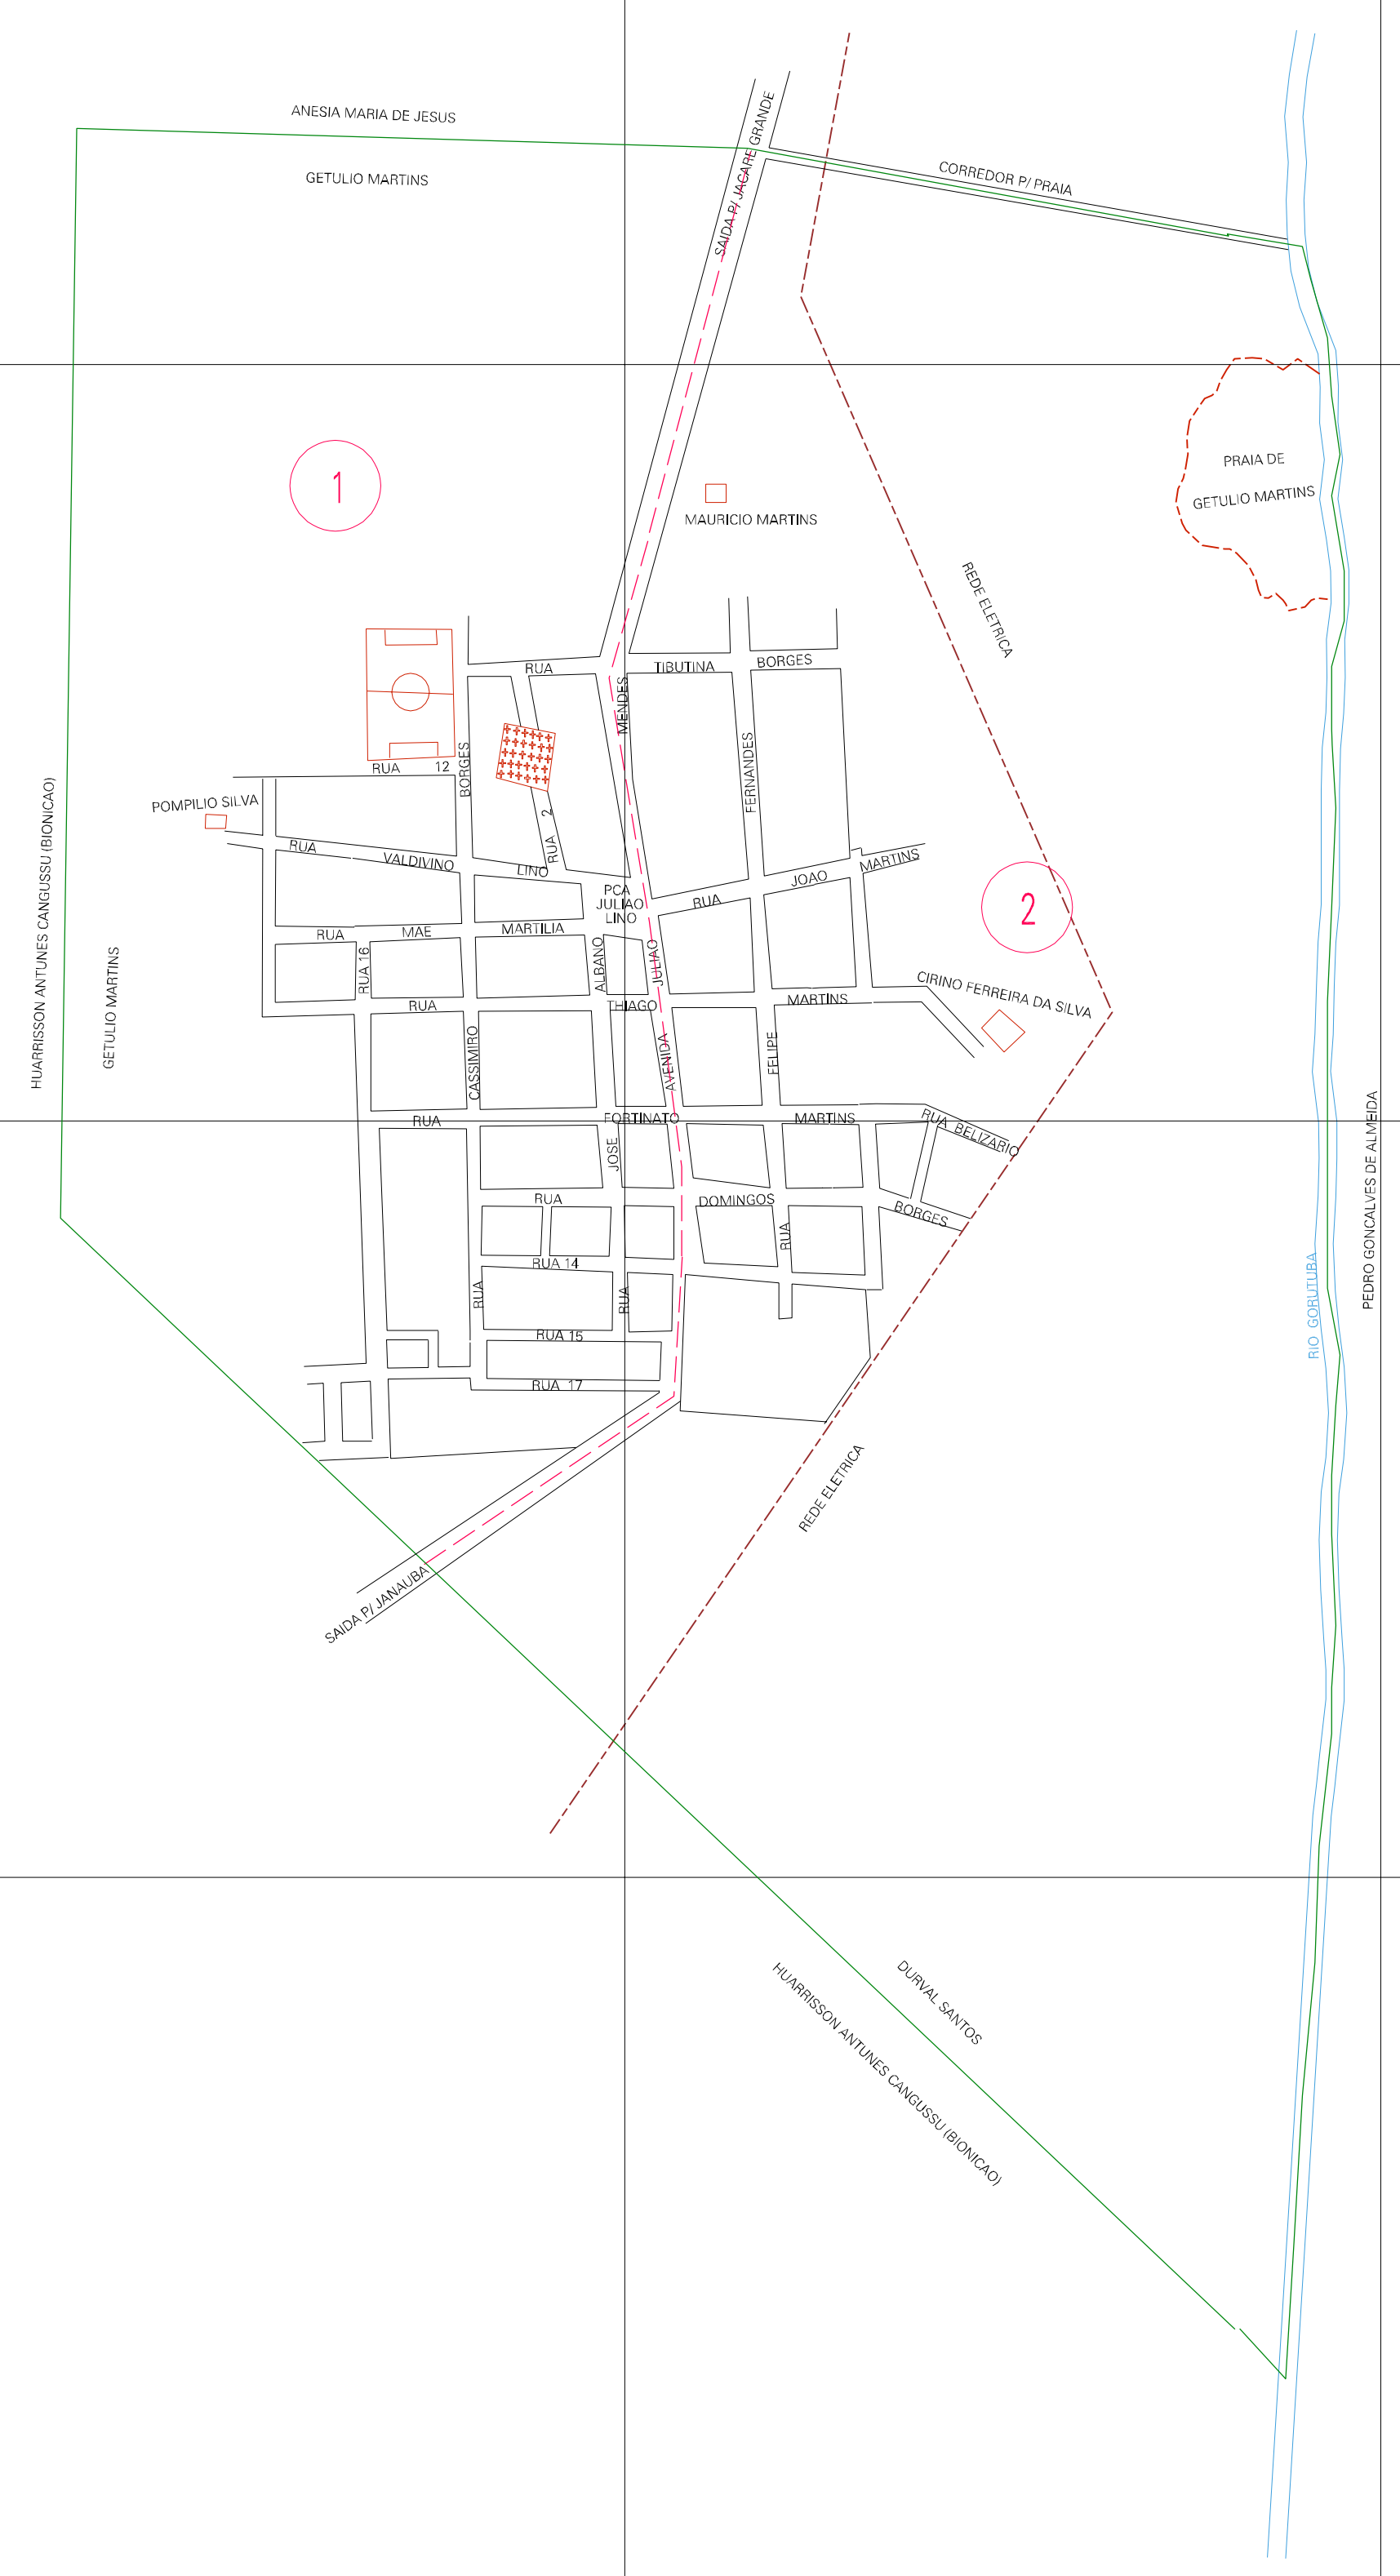 ANESIA MARIA DE JESUS
GETULIO MARTINS
SAIDA P/ JACARE GRANDE
CORREDOR P/ PRAIA
1
MAURICIO MARTINS
PRAIA DE
GETULIO MARTINS
REDE ELETRICA
RUA TIBUTINA BORGES
MENDES
RUA 12
BORGES
FERNANDES
POMPILIO SILVA
RUA 2
RUA VALDIVINO LINO
PCA
JULIAO
LINO
RUA JOAO MARTINS
2
RUA MAE MARTILIA
RUA 16
ALBANO
JULIAO
HUARRISSON ANTUNES CANGUSSU (BIONICAO)
GETULIO MARTINS
CIRINO FERREIRA DA SILVA
RUA THIAGO MARTINS
CASSIMIRO
AVENIDA
FELIPE
RUA FORTINATO MARTINS
RUA BELIZARIO
JOSE
RUA DOMINGOS BORGES
RUA
RUA 14
RUA
RUA
RUA 15
RUA 17
PEDRO GONCALVES DE ALMEIDA
RIO GORUTUBA
REDE ELETRICA
SAIDA P/ JANAUBA
DURVAL SANTOS
HUARRISSON ANTUNES CANGUSSU (BIONICAO)